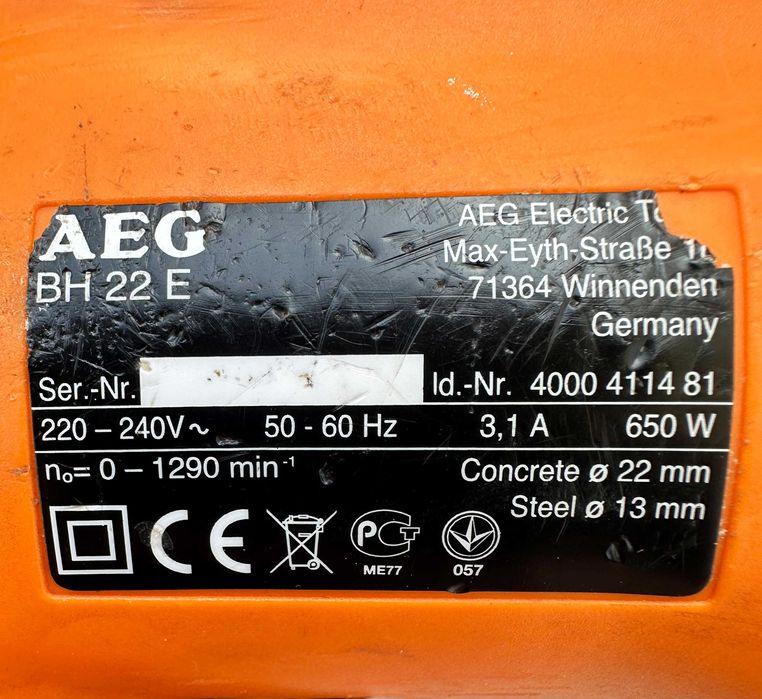 AEG
BH 22 E
AEG Electric
Max-Eyth-Straße
71364 Winnenden
Germany
Ser.-Nr.
Id.-Nr. 4000 4114 81
220 – 240V~ 50 - 60 Hz 3,1 A 650 W
n₀= 0 – 1290 min⁻¹
Concrete ø 22 mm
Steel ø 13 mm
CE
PCT
ME77
057